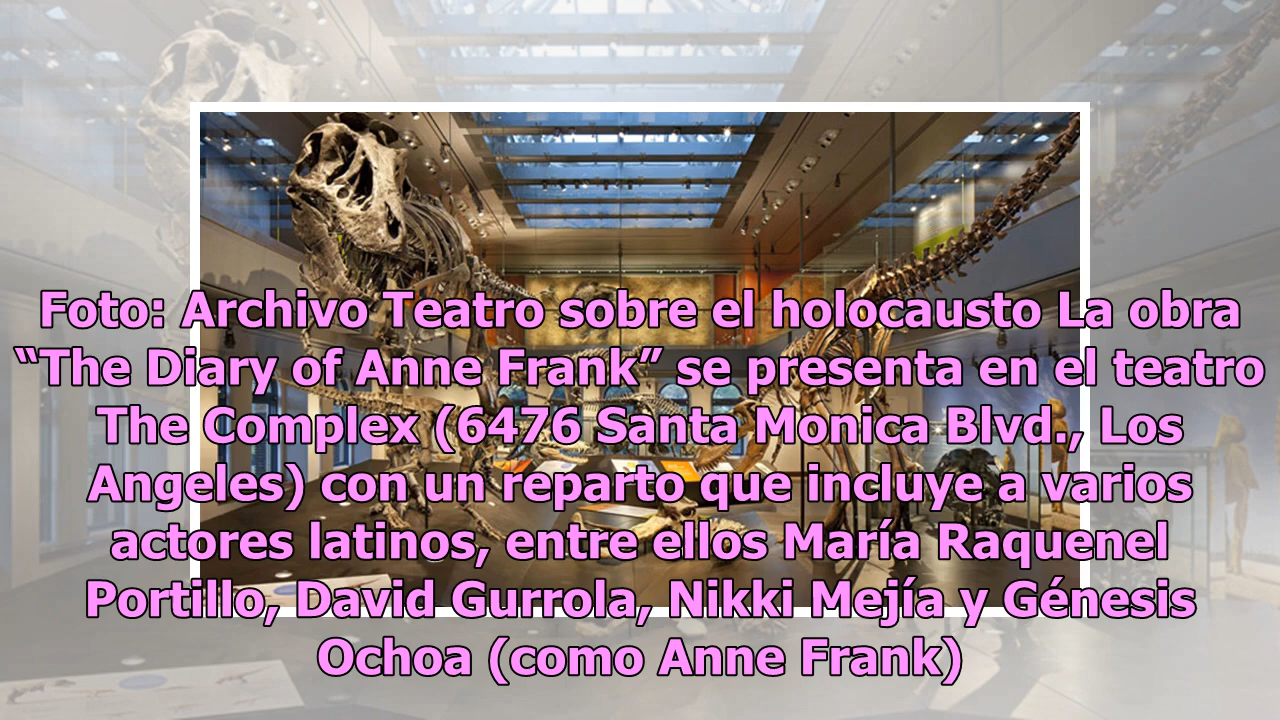 Foto: Archivo Teatro sobre el holocausto La obra
“The Diary of Anne Frank” se presenta en el teatro
The Complex (6476 Santa Monica Blvd., Los
Angeles) con un reparto que incluye a varios
actores latinos, entre ellos María Raquenel
Portillo, David Gurrola, Nikki Mejía y Génesis
Ochoa (como Anne Frank)